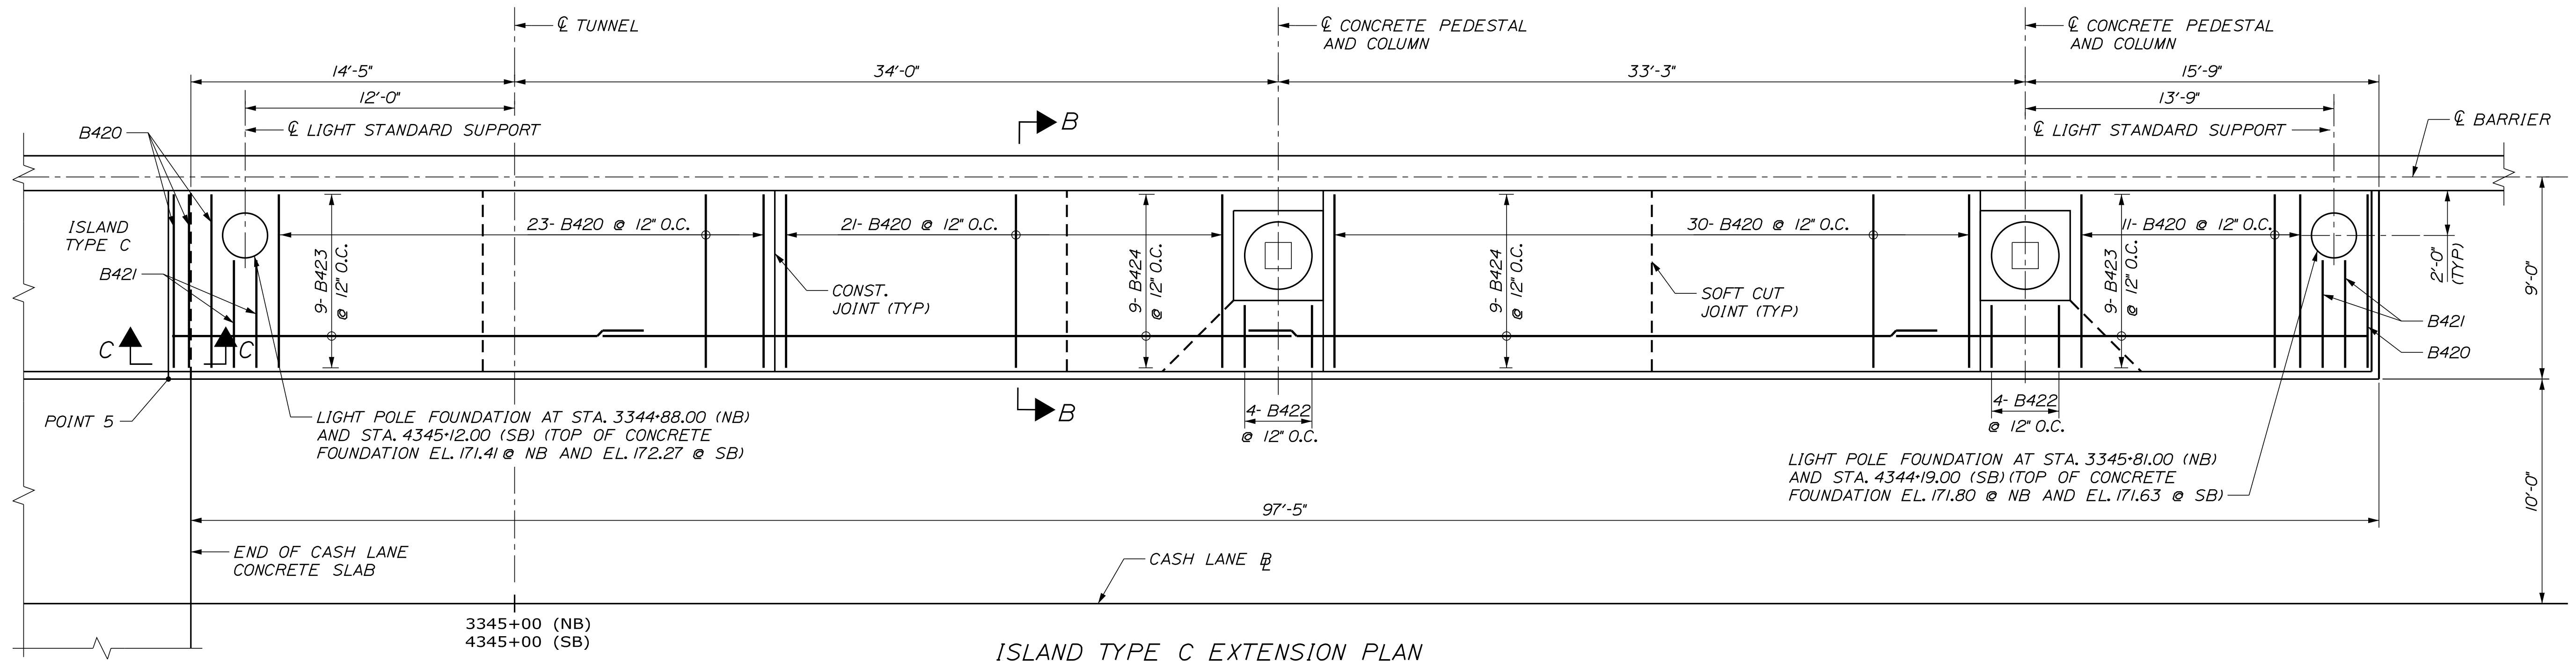 ℄ TUNNEL
℄ CONCRETE PEDESTAL
AND COLUMN
℄ CONCRETE PEDESTAL
AND COLUMN
14'-5"
34'-0"
33'-3"
15'-9"
12'-0"
13'-9"
℄ LIGHT STANDARD SUPPORT
B
℄ LIGHT STANDARD SUPPORT
℄ BARRIER
B420
ISLAND
TYPE C
23- B420 @ 12" O.C.
21- B420 @ 12" O.C.
30- B420 @ 12" O.C.
11- B420 @ 12" O.C.
B421
9- B423
@ 12" O.C.
CONST.
JOINT (TYP)
9- B424
@ 12" O.C.
9- B424
@ 12" O.C.
SOFT CUT
JOINT (TYP)
9- B423
@ 12" O.C.
2'-0"
(TYP)
9'-0"
B421
B420
C
C
POINT 5
LIGHT POLE FOUNDATION AT STA. 3344+88.00 (NB)
AND STA. 4345+12.00 (SB) (TOP OF CONCRETE
FOUNDATION EL. 171.41 @ NB AND EL. 172.27 @ SB)
B
4- B422
@ 12" O.C.
4- B422
@ 12" O.C.
LIGHT POLE FOUNDATION AT STA. 3345+81.00 (NB)
AND STA. 4344+19.00 (SB) (TOP OF CONCRETE
FOUNDATION EL. 171.80 @ NB AND EL. 171.63 @ SB)
10'-0"
97'-5"
END OF CASH LANE
CONCRETE SLAB
CASH LANE BL
3345+00 (NB)
4345+00 (SB)
ISLAND TYPE C EXTENSION PLAN